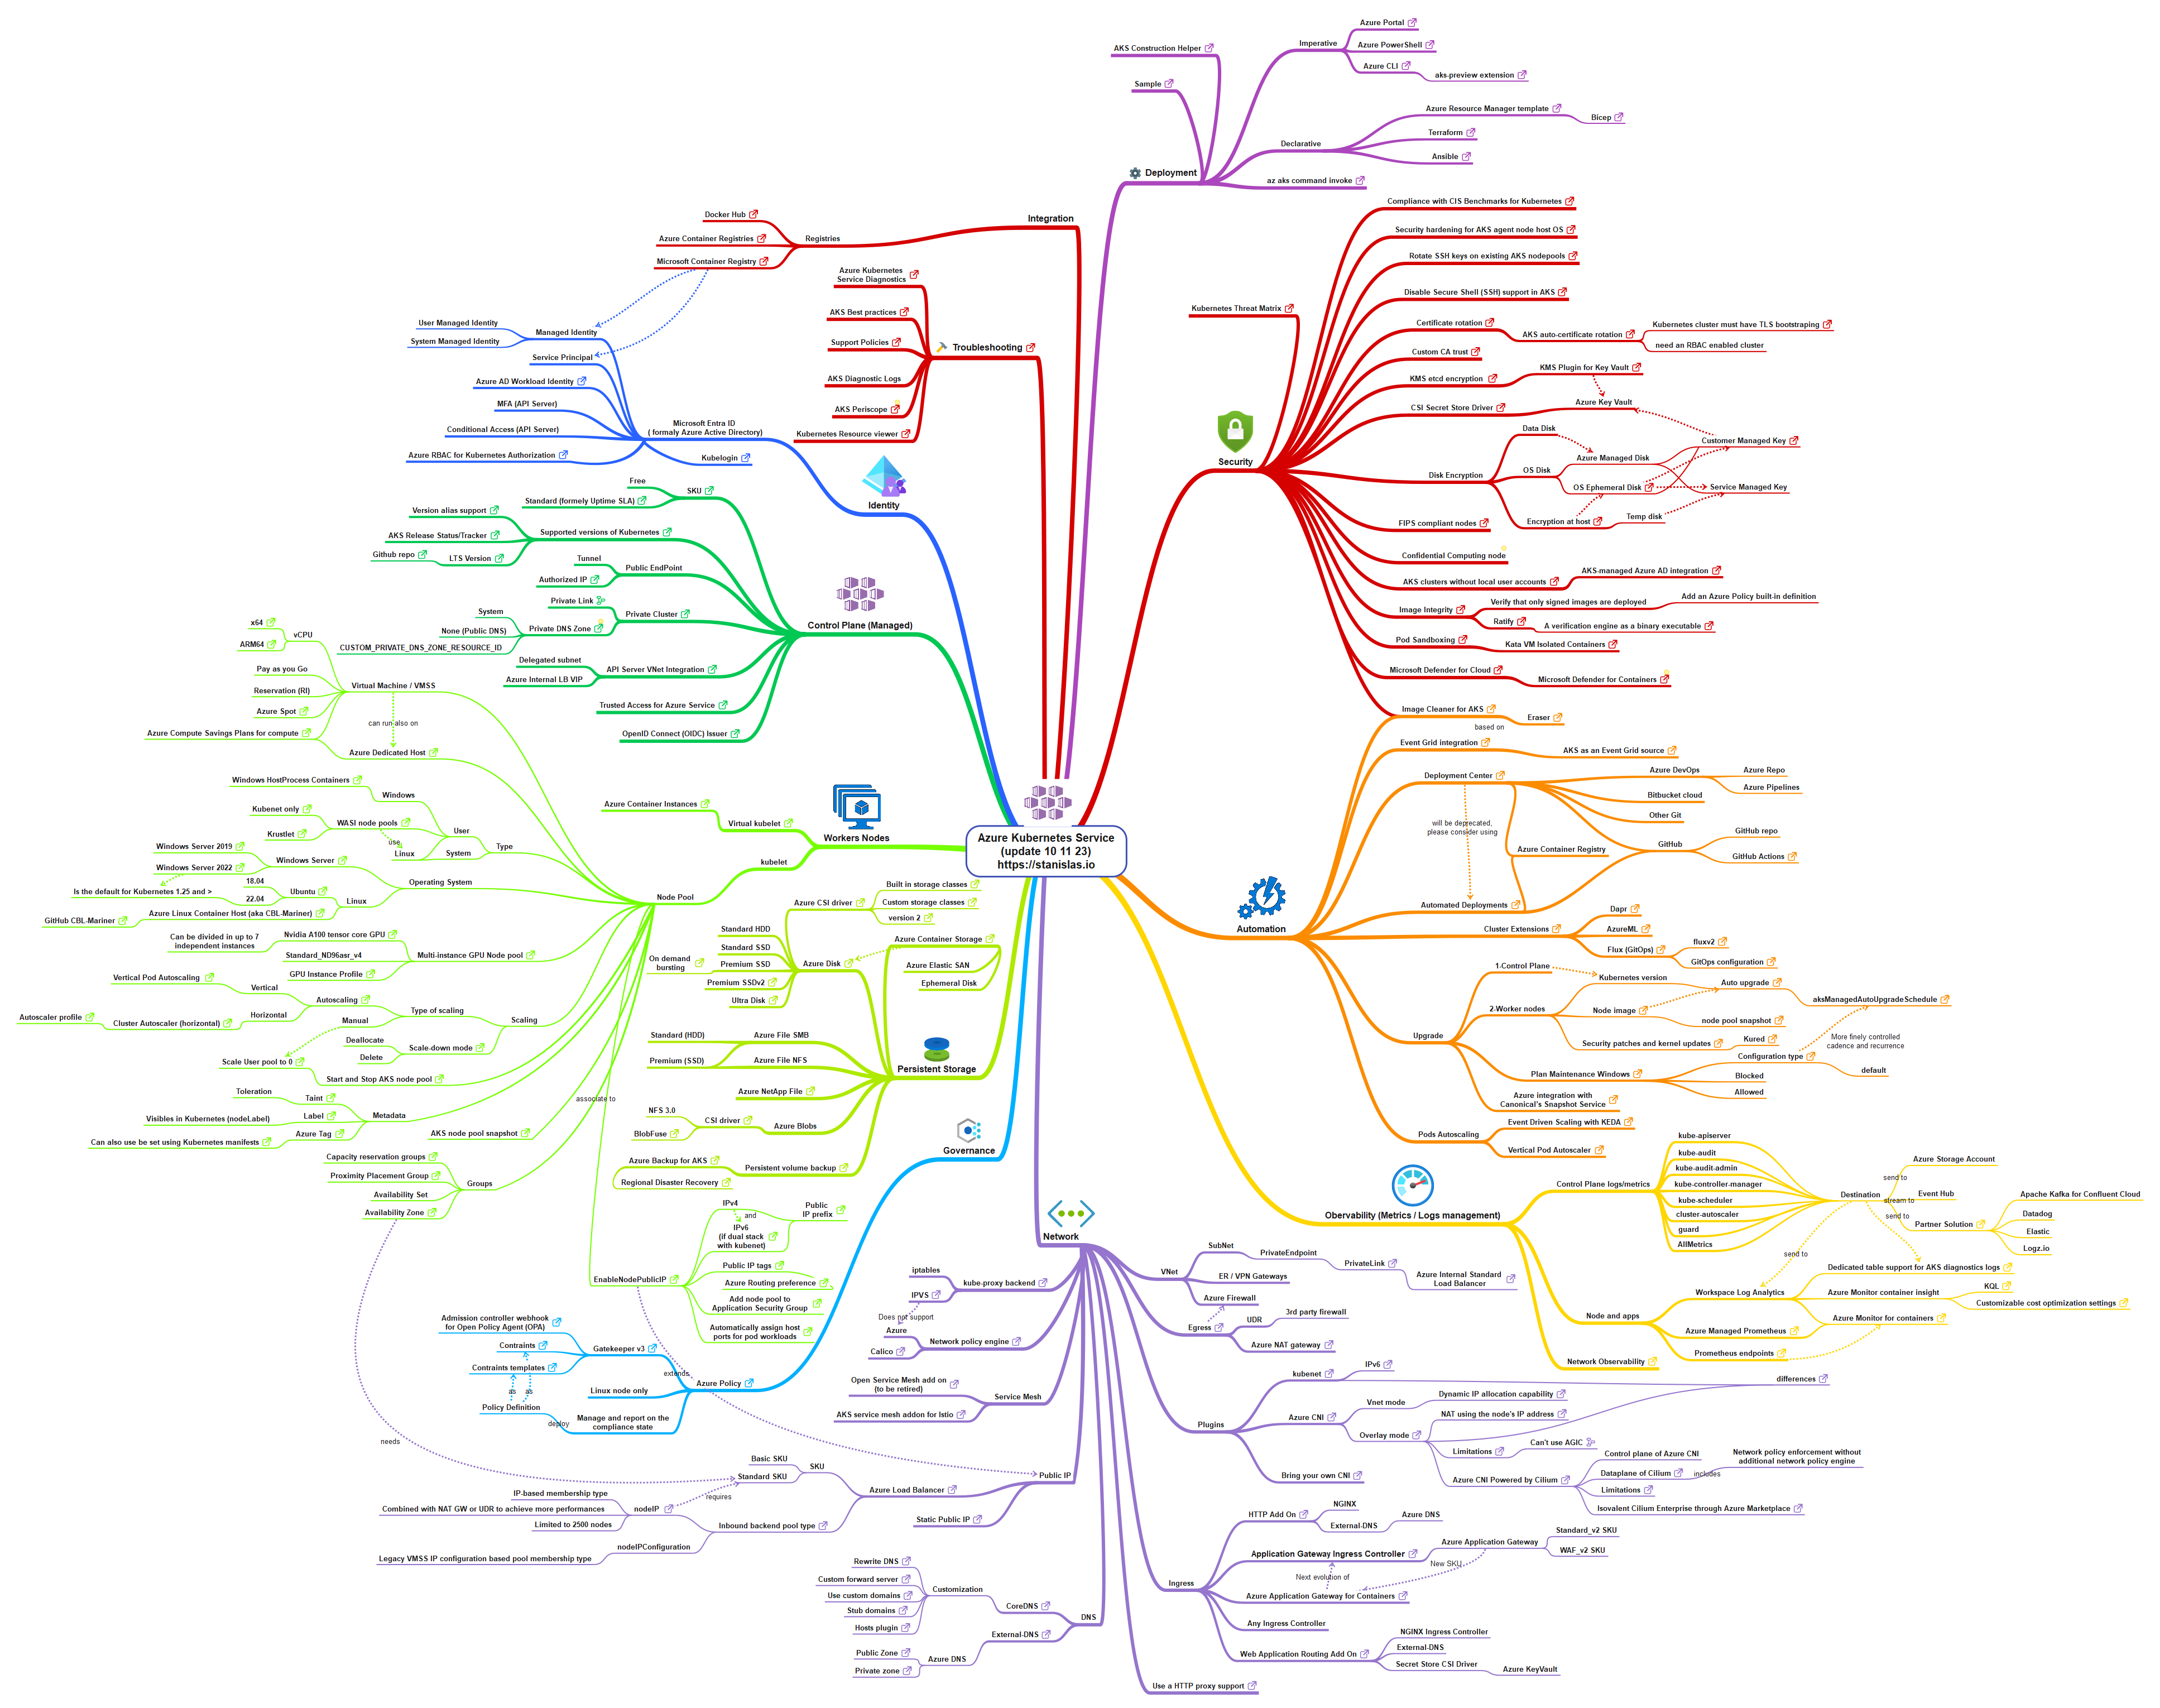 Azure Kubernetes Service
(update 10 11 23)
https://stanislas.io
Deployment
AKS Construction Helper
Sample
Imperative
Azure Portal
Azure PowerShell
Azure CLI
aks-preview extension
Declarative
Azure Resource Manager template
Bicep
Terraform
Ansible
az aks command invoke
Integration
Registries
Docker Hub
Azure Container Registries
Microsoft Container Registry
Troubleshooting
Azure Kubernetes
Service Diagnostics
AKS Best practices
Support Policies
AKS Diagnostic Logs
AKS Periscope
Kubernetes Resource viewer
Identity
Microsoft Entra ID
( formaly Azure Active Directory)
Managed Identity
User Managed Identity
System Managed Identity
Service Principal
Azure AD Workload Identity
MFA (API Server)
Conditional Access (API Server)
Azure RBAC for Kubernetes Authorization
Kubelogin
Control Plane (Managed)
SKU
Free
Standard (formely Uptime SLA)
Supported versions of Kubernetes
Version alias support
AKS Release Status/Tracker
LTS Version
Github repo
Public EndPoint
Tunnel
Authorized IP
Private Cluster
Private Link
Private DNS Zone
System
None (Public DNS)
CUSTOM_PRIVATE_DNS_ZONE_RESOURCE_ID
API Server VNet Integration
Delegated subnet
Azure Internal LB VIP
Trusted Access for Azure Service
OpenID Connect (OIDC) Issuer
Workers Nodes
Virtual kubelet
Azure Container Instances
kubelet
Node Pool
Virtual Machine / VMSS
vCPU
x64
ARM64
Pay as you Go
Reservation (RI)
Azure Spot
Azure Compute Savings Plans for compute
can run also on
Azure Dedicated Host
Type
User
Windows
Windows HostProcess Containers
WASI node pools
Kubenet only
Krustlet
use
Linux
System
Operating System
Windows Server
Windows Server 2019
Windows Server 2022
Is the default for Kubernetes 1.25 and >
Linux
Ubuntu
18.04
22.04
Azure Linux Container Host (aka CBL-Mariner)
GitHub CBL-Mariner
Multi-instance GPU Node pool
Nvidia A100 tensor core GPU
Can be divided in up to 7
independent instances
Standard_ND96asr_v4
GPU Instance Profile
Scaling
Type of scaling
Autoscaling
Vertical
Vertical Pod Autoscaling
Horizontal
Cluster Autoscaler (horizontal)
Autoscaler profile
Manual
Scale-down mode
Deallocate
Delete
Start and Stop AKS node pool
Scale User pool to 0
Metadata
Taint
Toleration
Label
Visibles in Kubernetes (nodeLabel)
Azure Tag
Can also use be set using Kubernetes manifests
AKS node pool snapshot
Groups
Capacity reservation groups
Proximity Placement Group
Availability Set
Availability Zone
needs
associate to
EnableNodePublicIP
IPv4
and
IPv6
(if dual stack
with kubenet)
Public
IP prefix
Public IP tags
Azure Routing preference
Add node pool to
Application Security Group
Automatically assign host
ports for pod workloads
extends
Persistent Storage
Azure Container Storage
Azure Elastic SAN
Ephemeral Disk
Azure Disk
Azure CSI driver
Built in storage classes
Custom storage classes
version 2
Standard HDD
Standard SSD
Premium SSD
On demand
bursting
Premium SSDv2
Ultra Disk
Azure File SMB
Standard (HDD)
Premium (SSD)
Azure File NFS
Azure NetApp File
Azure Blobs
CSI driver
NFS 3.0
BlobFuse
Persistent volume backup
Azure Backup for AKS
Regional Disaster Recovery
Governance
Azure Policy
Gatekeeper v3
Admission controller webhook
for Open Policy Agent (OPA)
Contraints
Contraints templates
as
as
Policy Definition
deploy
Linux node only
Manage and report on the
compliance state
Network
kube-proxy backend
iptables
IPVS
Does not support
Network policy engine
Azure
Calico
Service Mesh
Open Service Mesh add on
(to be retired)
AKS service mesh addon for Istio
Public IP
Azure Load Balancer
SKU
Basic SKU
Standard SKU
requires
Inbound backend pool type
nodeIP
IP-based membership type
Combined with NAT GW or UDR to achieve more performances
Limited to 2500 nodes
nodeIPConfiguration
Legacy VMSS IP configuration based pool membership type
Static Public IP
DNS
CoreDNS
Customization
Rewrite DNS
Custom forward server
Use custom domains
Stub domains
Hosts plugin
External-DNS
Azure DNS
Public Zone
Private zone
VNet
SubNet
PrivateEndpoint
PrivateLink
Azure Internal Standard
Load Balancer
ER / VPN Gateways
Azure Firewall
Egress
UDR
3rd party firewall
Azure NAT gateway
Plugins
kubenet
IPv6
differences
Azure CNI
Vnet mode
Dynamic IP allocation capability
Overlay mode
NAT using the node's IP address
Limitations
Can't use AGIC
Azure CNI Powered by Cilium
Control plane of Azure CNI
Dataplane of Cilium
includes
Network policy enforcement without
additional network policy engine
Limitations
Isovalent Cilium Enterprise through Azure Marketplace
Bring your own CNI
Ingress
HTTP Add On
NGINX
External-DNS
Azure DNS
Application Gateway Ingress Controller
Azure Application Gateway
Standard_v2 SKU
WAF_v2 SKU
New SKU
Next evolution of
Azure Application Gateway for Containers
Any Ingress Controller
Web Application Routing Add On
NGINX Ingress Controller
External-DNS
Secret Store CSI Driver
Azure KeyVault
Use a HTTP proxy support
Security
Kubernetes Threat Matrix
Compliance with CIS Benchmarks for Kubernetes
Security hardening for AKS agent node host OS
Rotate SSH keys on existing AKS nodepools
Disable Secure Shell (SSH) support in AKS
Certificate rotation
AKS auto-certificate rotation
Kubernetes cluster must have TLS bootstraping
need an RBAC enabled cluster
Custom CA trust
KMS etcd encryption
KMS Plugin for Key Vault
CSI Secret Store Driver
Azure Key Vault
Disk Encryption
Data Disk
OS Disk
Azure Managed Disk
OS Ephemeral Disk
Customer Managed Key
Service Managed Key
Encryption at host
Temp disk
FIPS compliant nodes
Confidential Computing node
AKS clusters without local user accounts
AKS-managed Azure AD integration
Image Integrity
Verify that only signed images are deployed
Add an Azure Policy built-in definition
Ratify
A verification engine as a binary executable
Pod Sandboxing
Kata VM Isolated Containers
Microsoft Defender for Cloud
Microsoft Defender for Containers
Automation
Image Cleaner for AKS
based on
Eraser
Event Grid integration
AKS as an Event Grid source
Deployment Center
Azure DevOps
Azure Repo
Azure Pipelines
Bitbucket cloud
Other Git
will be deprecated,
please consider using
Azure Container Registry
GitHub
GitHub repo
GitHub Actions
Automated Deployments
Cluster Extensions
Dapr
AzureML
Flux (GitOps)
fluxv2
GitOps configuration
Upgrade
1-Control Plane
2-Worker nodes
Kubernetes version
Auto upgrade
aksManagedAutoUpgradeSchedule
Node image
node pool snapshot
Security patches and kernel updates
Kured
Plan Maintenance Windows
Configuration type
More finely controlled
cadence and recurrence
default
Blocked
Allowed
Azure integration with
Canonical's Snapshot Service
Pods Autoscaling
Event Driven Scaling with KEDA
Vertical Pod Autoscaler
Obervability (Metrics / Logs management)
Control Plane logs/metrics
kube-apiserver
kube-audit
kube-audit-admin
kube-controller-manager
kube-scheduler
cluster-autoscaler
guard
AllMetrics
Destination
send to
Azure Storage Account
stream to
Event Hub
send to
Partner Solution
Apache Kafka for Confluent Cloud
Datadog
Elastic
Logz.io
send to
Node and apps
Workspace Log Analytics
Dedicated table support for AKS diagnostics logs
Azure Monitor container insight
KQL
Customizable cost optimization settings
Azure Monitor for containers
Azure Managed Prometheus
Prometheus endpoints
Network Observability